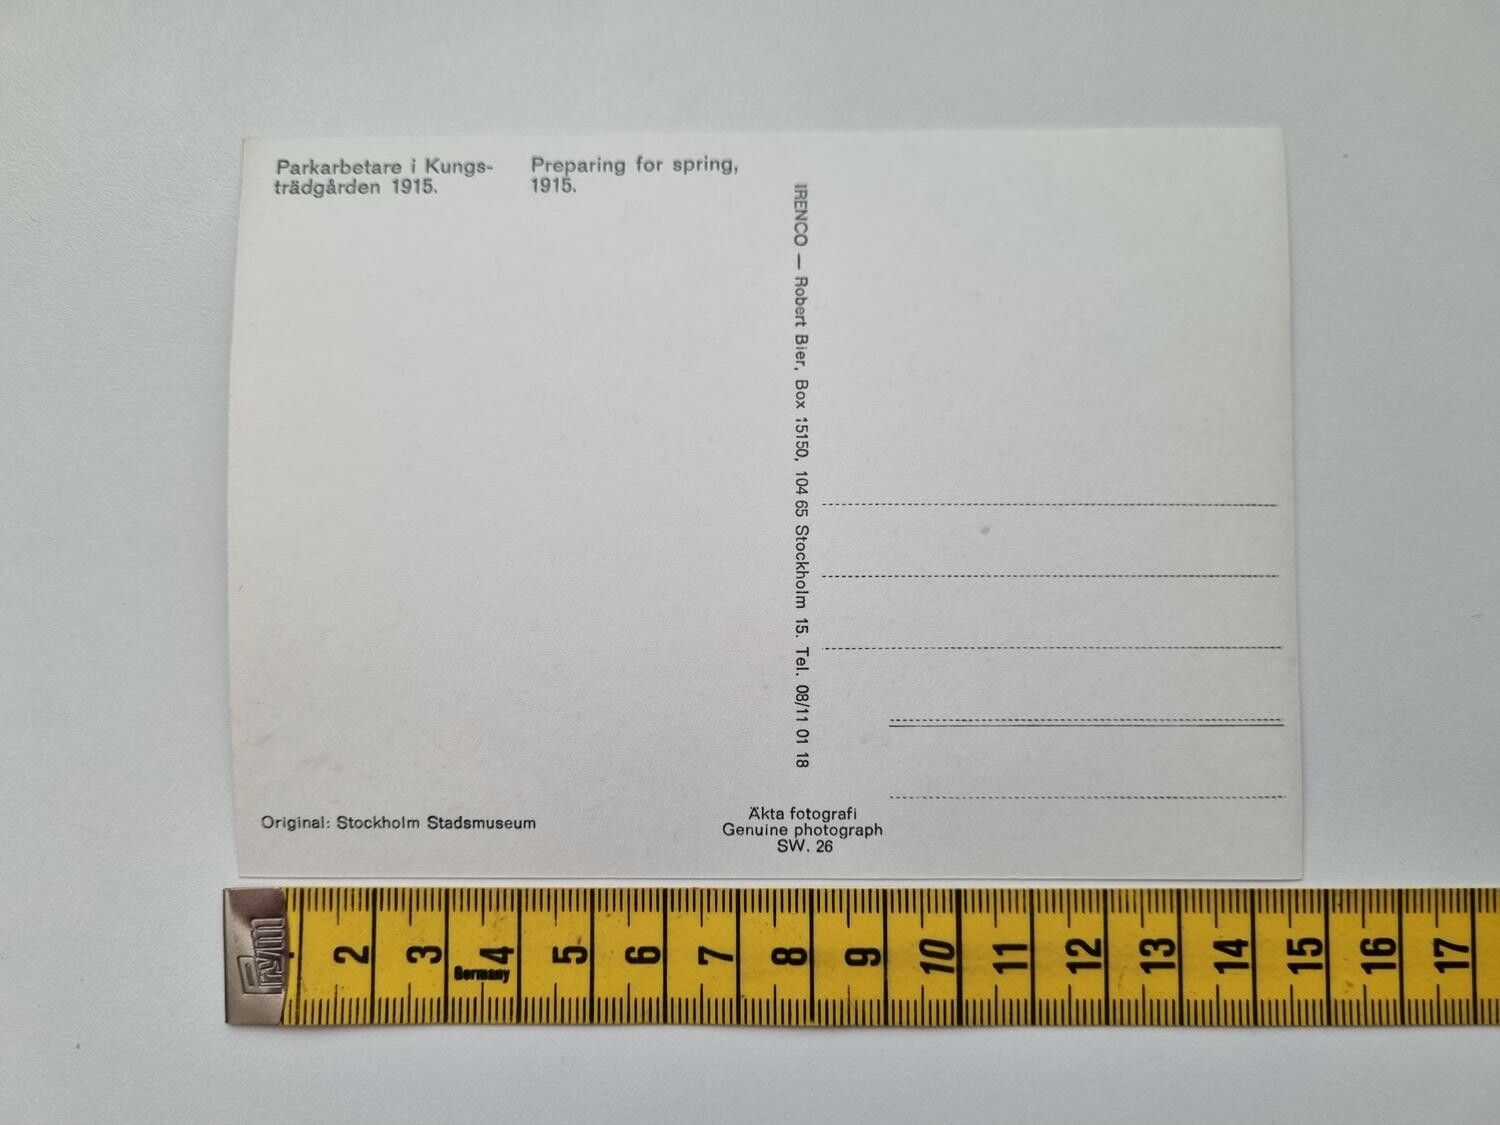 Parkarbetare i Kungs-
trädgården 1915.
Preparing for spring,
1915.
IRENCO — Robert Bier, Box 15150, 104 65 Stockholm 15. Tel. 08/11 01 18
Original: Stockholm Stadsmuseum
Äkta fotografi
Genuine photograph
SW. 26
Prym
2 3 4 5 6 7 8 9 10 11 12 13 14 15 16 17
Germany